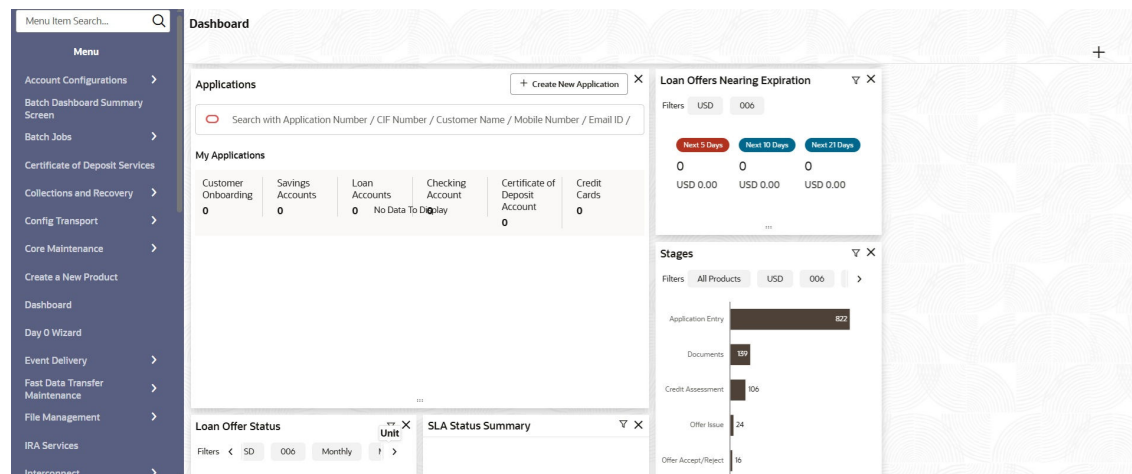 Menu Item Search...
Menu
Account Configurations
Batch Dashboard Summary
Screen
Batch Jobs
Certificate of Deposit Services
Collections and Recovery
Config Transport
Core Maintenance
Create a New Product
Dashboard
Day 0 Wizard
Event Delivery
Fast Data Transfer
Maintenance
File Management
IRA Services
Interconnect
Dashboard
Applications
+ Create New Application
Search with Application Number / CIF Number / Customer Name / Mobile Number / Email ID /
My Applications
Customer
Onboarding
0
Savings
Accounts
0
Loan
Accounts
0
Checking
Account
0
Certificate of
Deposit
Account
0
Credit
Cards
0
No Data To Display
Loan Offers Nearing Expiration
Filters USD 006
Next 5 Days Next 10 Days Next 21 Days
0 0 0
USD 0.00 USD 0.00 USD 0.00
Stages
Filters All Products USD 006
Application Entry 822
Documents 139
Credit Assessment 106
Offer Issue 24
Offer Accept/Reject 16
Loan Offer Status
Unit
Filters SD 006 Monthly
SLA Status Summary